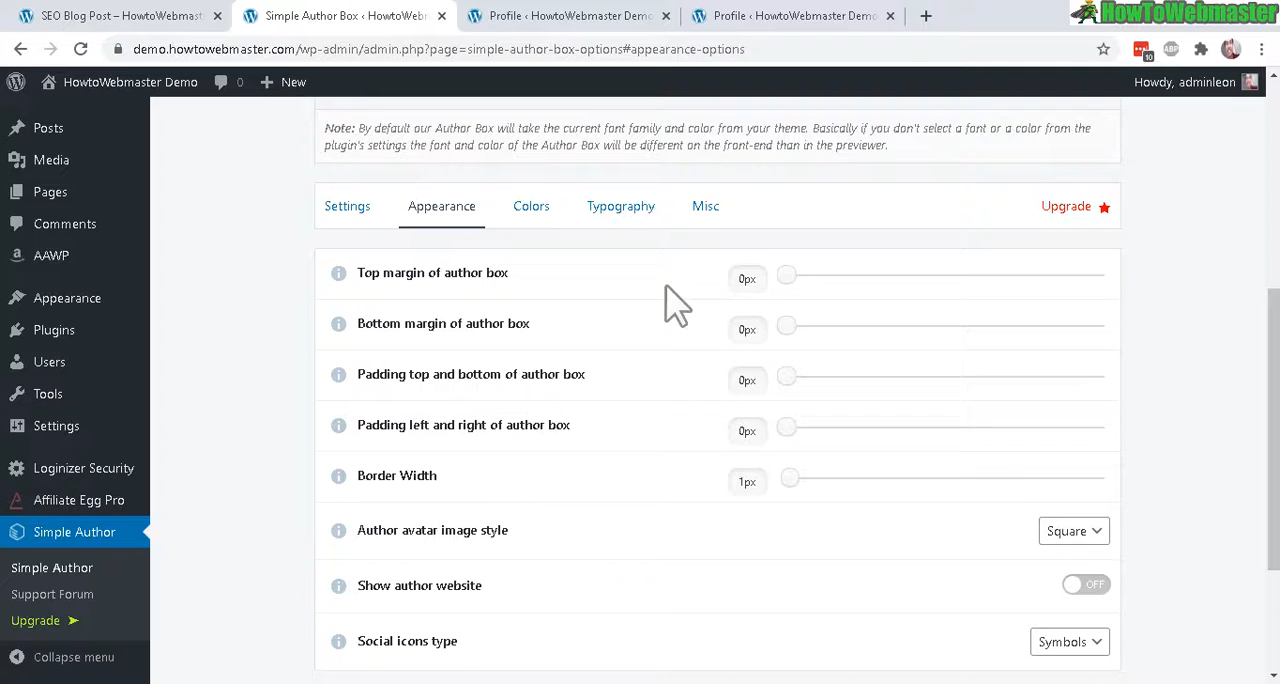 SEO Blog Post – HowtoWebmast
Simple Author Box ‹ HowtoWebm
Profile ‹ HowtoWebmaster Demo
Profile ‹ HowtoWebmaster Demo
HowToWebmaster
demo.howtowebmaster.com/wp-admin/admin.php?page=simple-author-box-options#appearance-options
10
ABP
HowtoWebmaster Demo
0
New
Howdy, adminleon
Posts
Media
Pages
Comments
AAWP
Appearance
Plugins
Users
Tools
Settings
Loginizer Security
Affiliate Egg Pro
Simple Author
Simple Author
Support Forum
Upgrade ➤
Collapse menu
Note: By default our Author Box will take the current font family and color from your theme. Basically if you don't select a font or a color from the
plugin's settings the font and color of the Author Box will be different on the front-end than in the previewer.
Settings
Appearance
Colors
Typography
Misc
Upgrade
Top margin of author box
0px
Bottom margin of author box
0px
Padding top and bottom of author box
0px
Padding left and right of author box
0px
Border Width
1px
Author avatar image style
Square
Show author website
OFF
Social icons type
Symbols